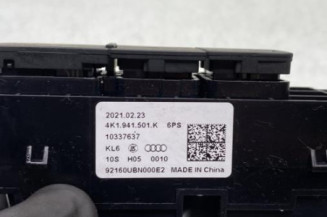 2021.02.23
4K1.941.501.K 6PS
10337637
KL6
10S H05 0010
92160UBN000E2 MADE IN China